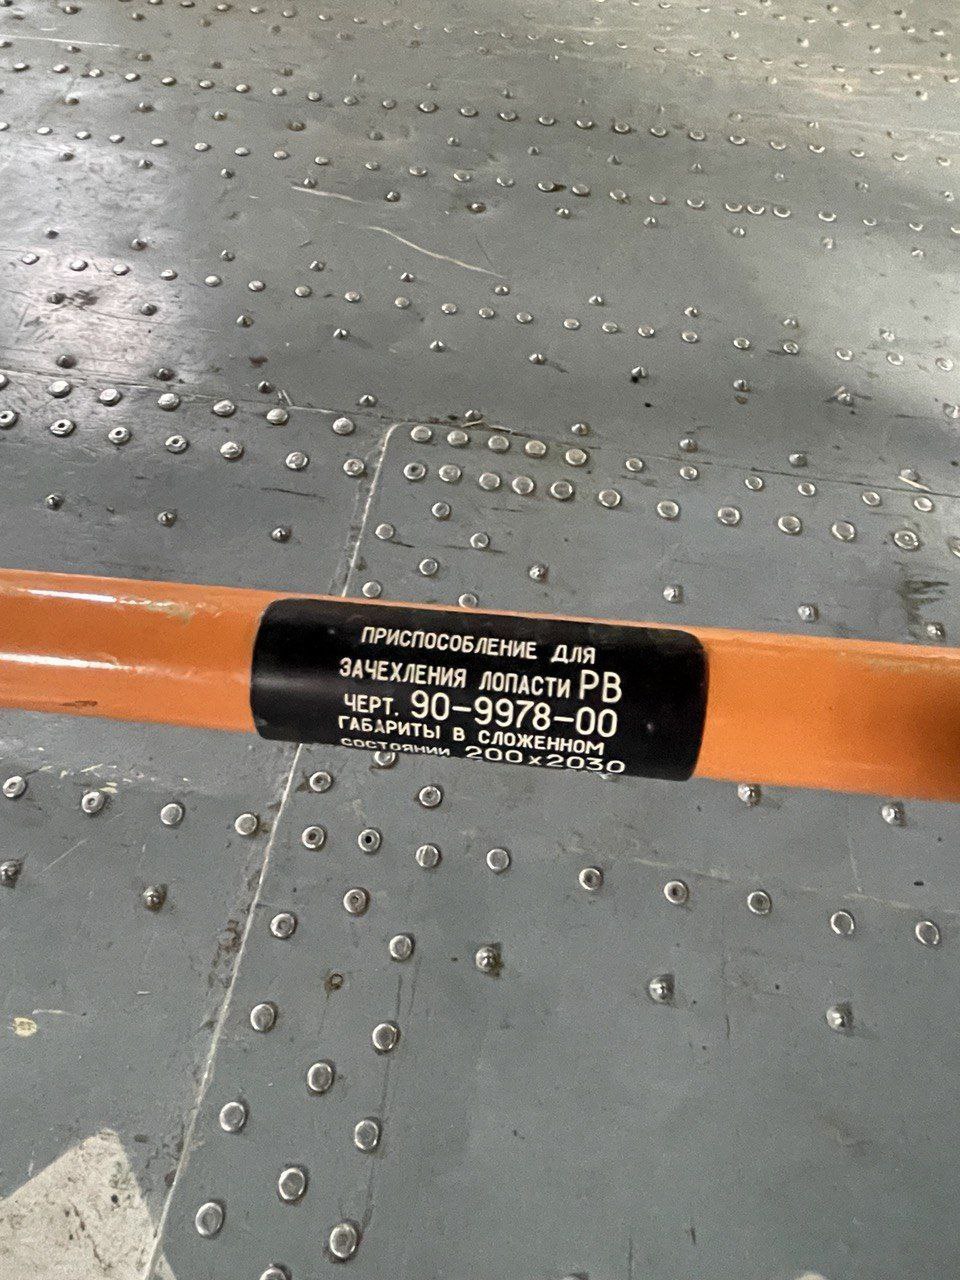 ПРИСПОСОБЛЕНИЕ ДЛЯ
ЗАЧЕХЛЕНИЯ ЛОПАСТИ РВ
ЧЕРТ. 90-9978-00
ГАБАРИТЫ В СЛОЖЕННОМ
СОСТОЯНИИ 200х2030